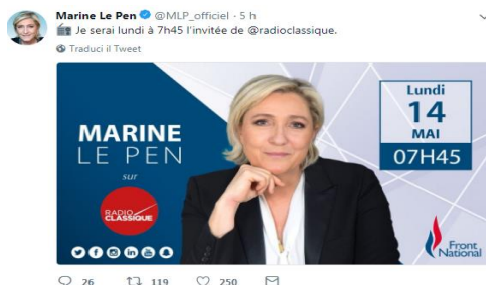 Marine Le Pen @MLP_officiel · 5 h
Je serai lundi à 7h45 l'invitée de @radioclassique.
Traduci il Tweet
MARINE
LE PEN
sur
RADIO
CLASSIQUE
Lundi
14
MAI
07H45
Front
National
26 119 250